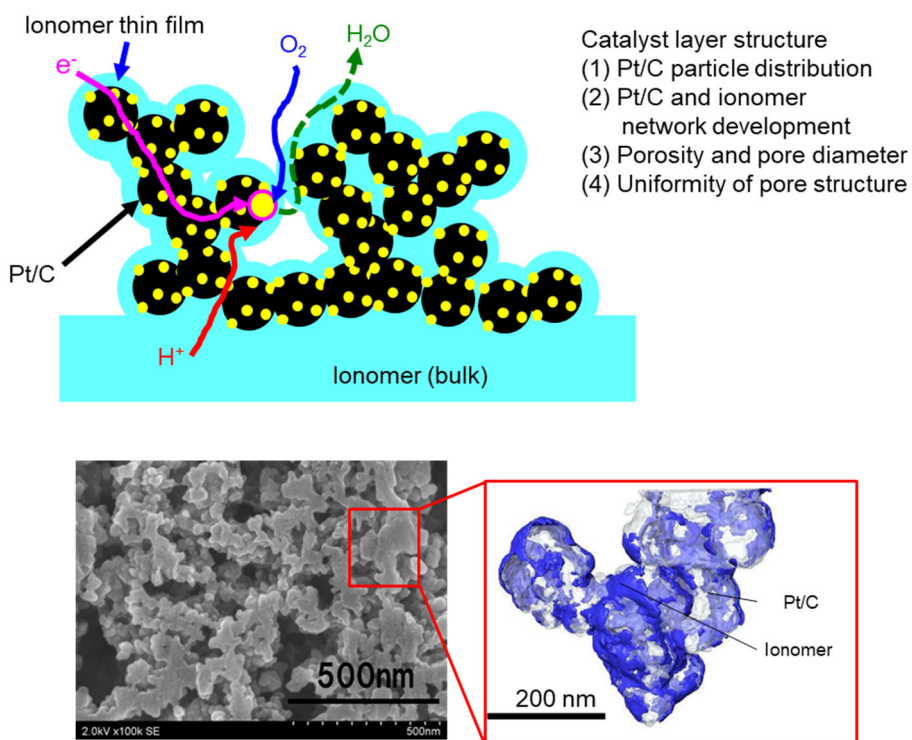 Ionomer thin film
e-
O2
H2O
Pt/C
H+
Ionomer (bulk)
Catalyst layer structure
(1) Pt/C particle distribution
(2) Pt/C and ionomer
network development
(3) Porosity and pore diameter
(4) Uniformity of pore structure
500nm
2.0kV x100k SE
500nm
Pt/C
Ionomer
200 nm